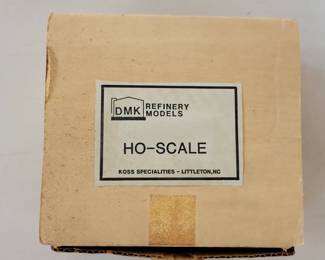 DMK REFINERY
MODELS
HO-SCALE
KOSS SPECIALITIES - LITTLETON, NC